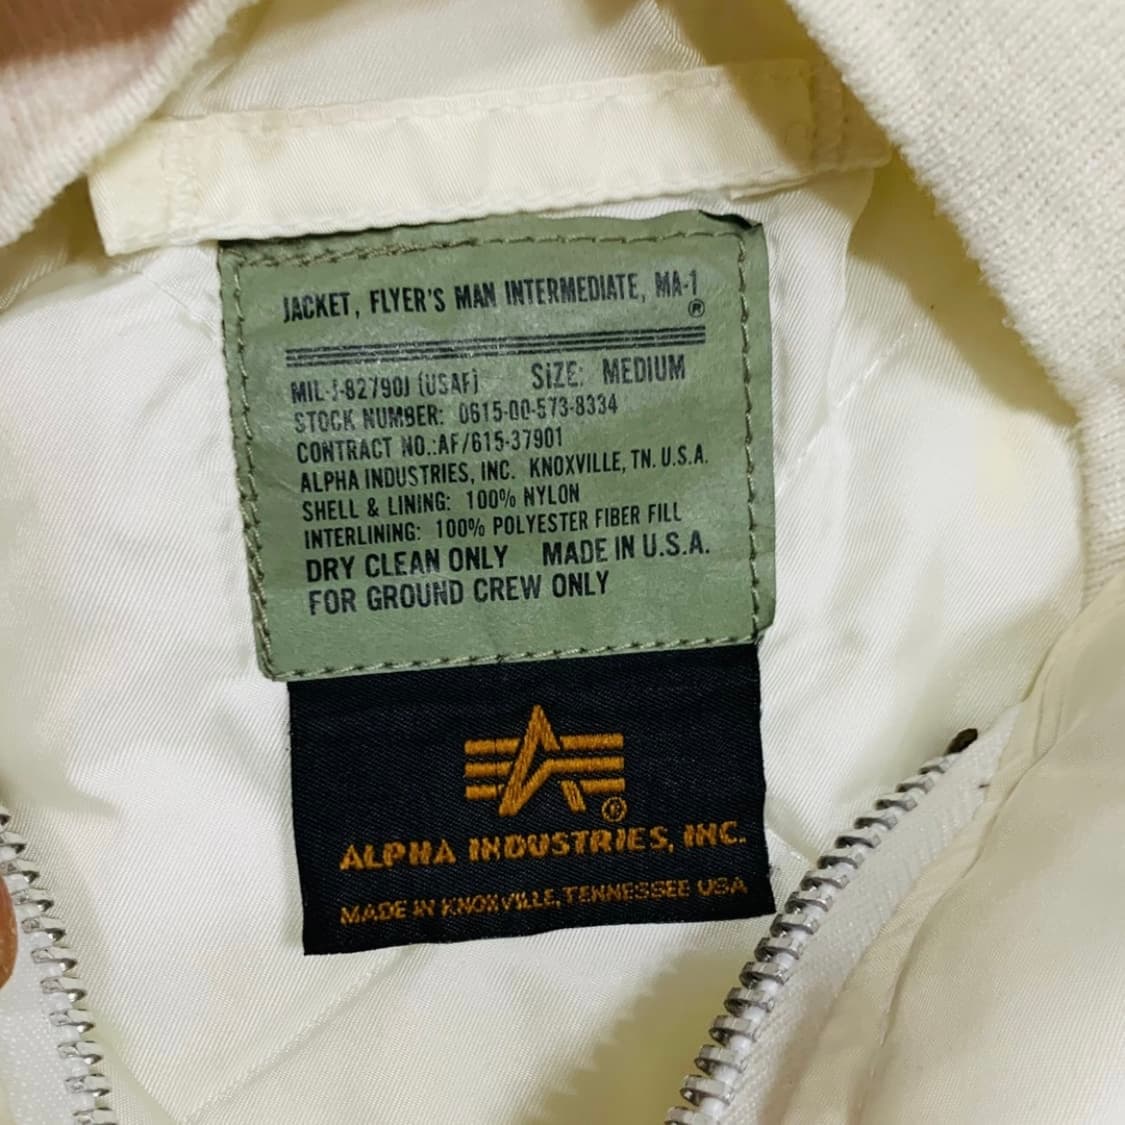 JACKET, FLYER'S MAN INTERMEDIATE, MA-1
®
MIL-J-82790J (USAF) SIZE: MEDIUM
STOCK NUMBER: 0615-00-573-8334
CONTRACT NO.:AF/615-37901
ALPHA INDUSTRIES, INC. KNOXVILLE, TN. U.S.A.
SHELL & LINING: 100% NYLON
INTERLINING: 100% POLYESTER FIBER FILL
DRY CLEAN ONLY MADE IN U.S.A.
FOR GROUND CREW ONLY
®
ALPHA INDUSTRIES, INC.
MADE IN KNOXVILLE, TENNESSEE USA